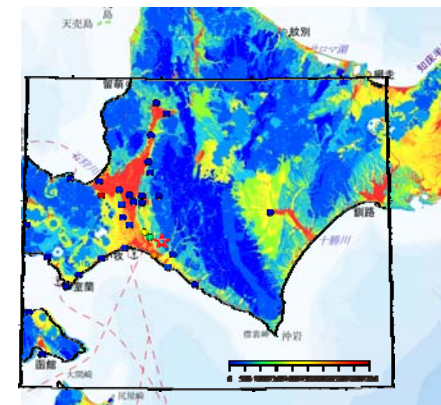 天売島
島
紋別
サロマ湖
網走
知床半
留萌
石狩川
釧路
十勝川
牧
室蘭
襟裳岬
沖岩
函館
大間崎
尻屋崎